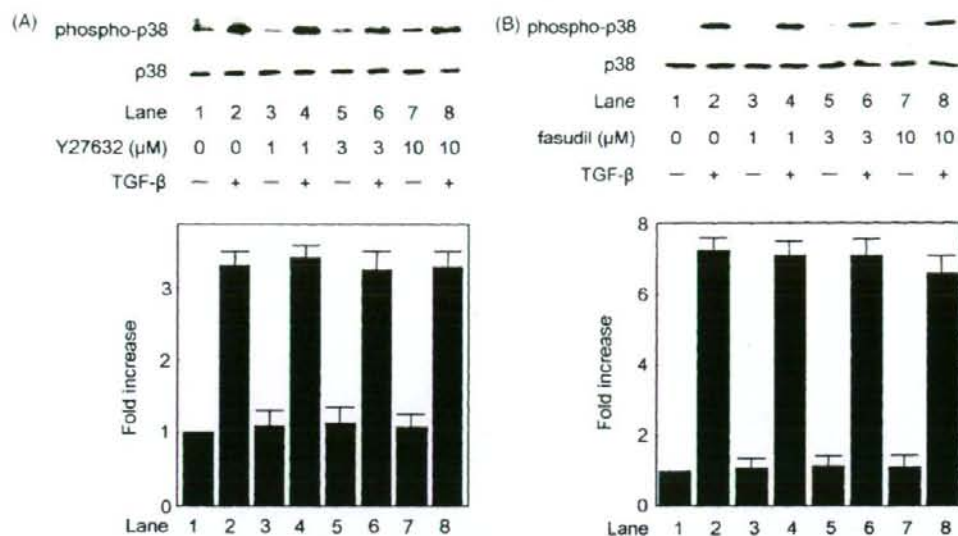 (A)
phospho-p38
p38
Lane 1 2 3 4 5 6 7 8
Y27632 (μM) 0 0 1 1 3 3 10 10
TGF-β — + — + — + — +
3
2
1
0
Fold increase
Lane 1 2 3 4 5 6 7 8
(B)
phospho-p38
p38
Lane 1 2 3 4 5 6 7 8
fasudil (μM) 0 0 1 1 3 3 10 10
TGF-β — + — + — + — +
8
6
4
2
0
Fold increase
Lane 1 2 3 4 5 6 7 8